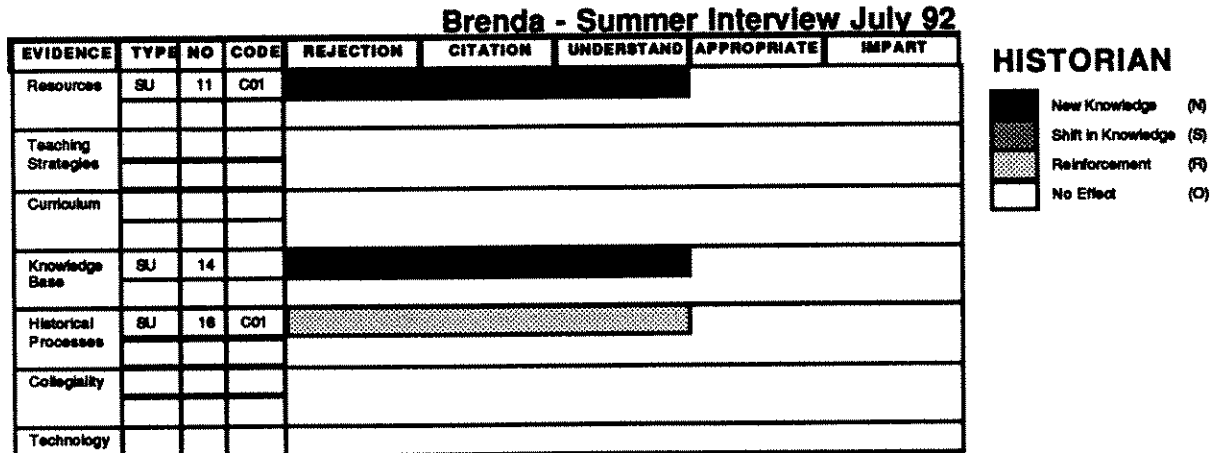 Brenda - Summer Interview July 92
EVIDENCE TYPE NO CODE REJECTION CITATION UNDERSTAND APPROPRIATE IMPART
Resources SU 11 C01
Teaching
Strategies
Curriculum
Knowledge SU 14
Base
Historical SU 16 C01
Processes
Collegiality
Technology
HISTORIAN
New Knowledge (N)
Shift in Knowledge (S)
Reinforcement (R)
No Effect (O)